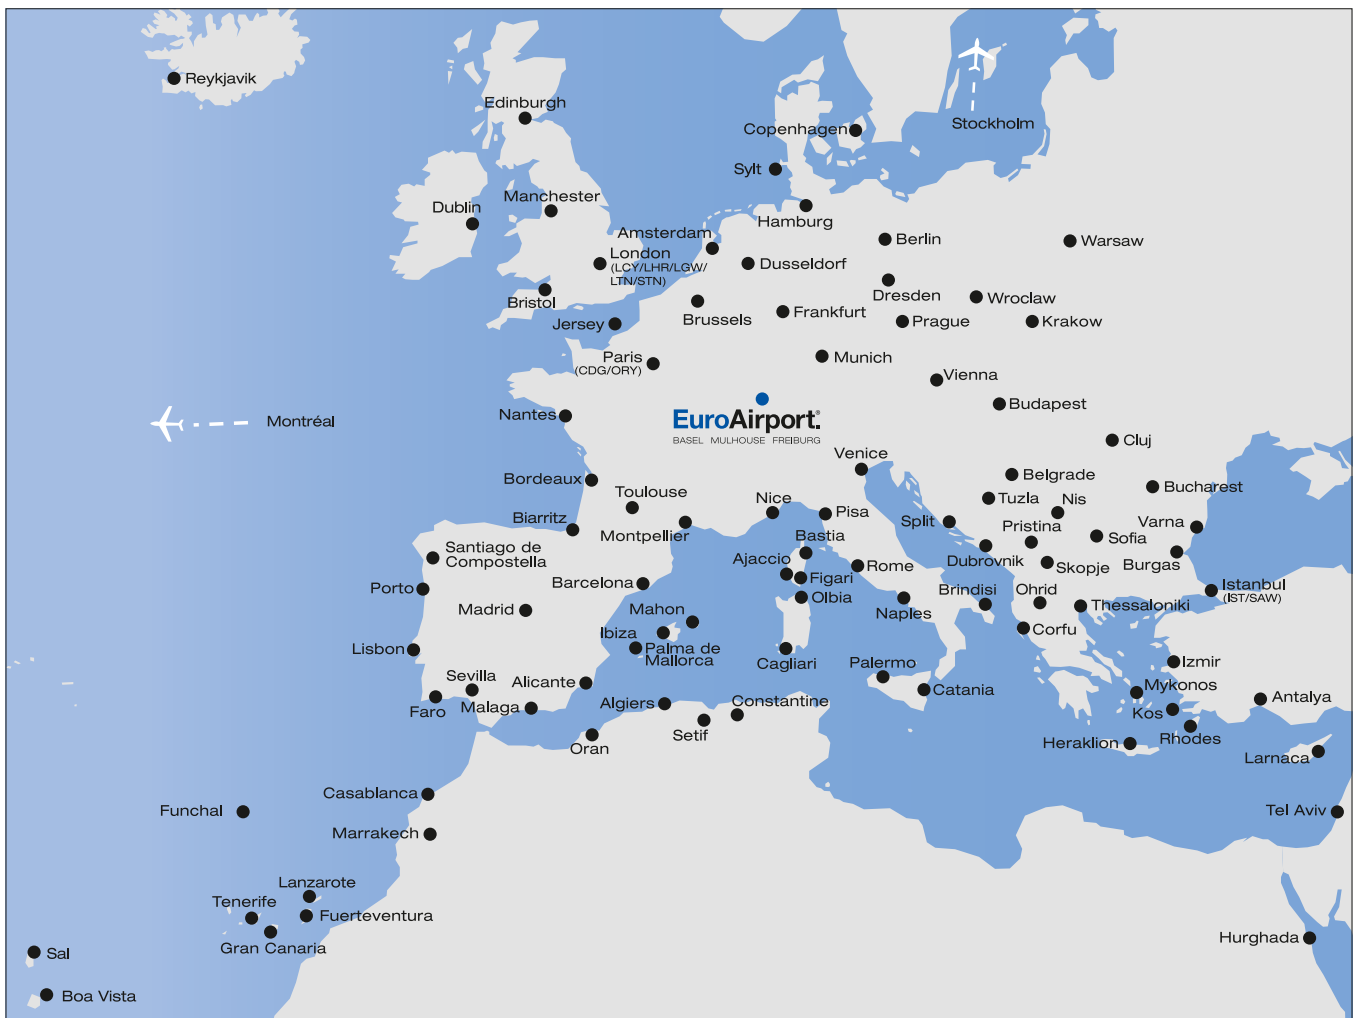 Reykjavik
Edinburgh
Copenhagen
Stockholm
Sylt
Manchester
Dublin
Hamburg
Amsterdam
Berlin
Warsaw
London
(LCY/LHR/LGW/
LTN/STN)
Dusseldorf
Dresden
Wroclaw
Bristol
Brussels
Frankfurt
Prague
Krakow
Jersey
Paris
(CDG/ORY)
Munich
Vienna
Budapest
Montréal
Nantes
EuroAirport®
BASEL MULHOUSE FREIBURG
Cluj
Venice
Bordeaux
Toulouse
Nice
Belgrade
Bucharest
Tuzla
Nis
Biarritz
Montpellier
Pisa
Split
Pristina
Varna
Bastia
Sofia
Santiago de
Compostella
Ajaccio
Rome
Dubrovnik
Skopje
Burgas
Porto
Barcelona
Figari
Olbia
Brindisi
Ohrid
Istanbul
(IST/SAW)
Madrid
Mahon
Naples
Thessaloniki
Ibiza
Corfu
Lisbon
Palma de
Mallorca
Cagliari
Palermo
Izmir
Sevilla
Alicante
Catania
Mykonos
Faro
Malaga
Algiers
Constantine
Kos
Antalya
Oran
Setif
Heraklion
Rhodes
Larnaca
Casablanca
Funchal
Tel Aviv
Marrakech
Lanzarote
Tenerife
Fuerteventura
Gran Canaria
Hurghada
Sal
Boa Vista